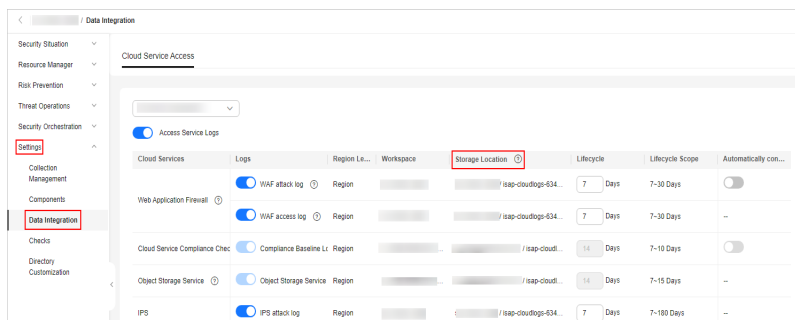 / Data Integration
Security Situation
Resource Manager
Risk Prevention
Threat Operations
Security Orchestration
Settings
Collection
Management
Components
Data Integration
Checks
Directory
Customization
Cloud Service Access
Access Service Logs
Cloud Services Logs Region Le... Workspace Storage Location Lifecycle Lifecycle Scope Automatically con...
Web Application Firewall
WAF attack log Region / isap-cloudlogs-634... 7 Days 7~30 Days
WAF access log Region / isap-cloudlogs-634... 7 Days 7~30 Days --
Cloud Service Compliance Chec Compliance Baseline Lo Region ... / isap-cloudl... 14 Days 7~10 Days
Object Storage Service Object Storage Service Region ... / isap-cloudl... 14 Days 7~15 Days --
IPS IPS attack log Region / isap-cloudlogs-634... 7 Days 7~180 Days --